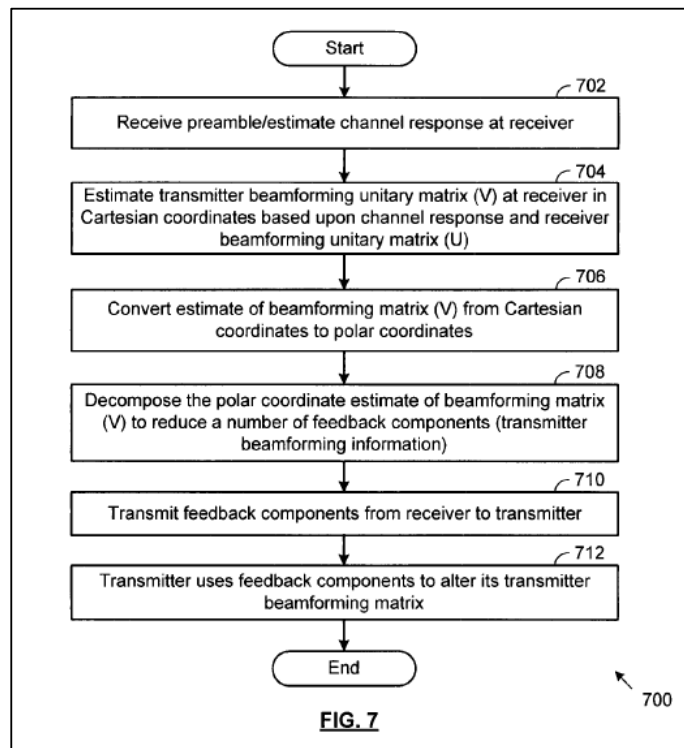 Start
702
Receive preamble/estimate channel response at receiver
704
Estimate transmitter beamforming unitary matrix (V) at receiver in
Cartesian coordinates based upon channel response and receiver
beamforming unitary matrix (U)
706
Convert estimate of beamforming matrix (V) from Cartesian
coordinates to polar coordinates
708
Decompose the polar coordinate estimate of beamforming matrix
(V) to reduce a number of feedback components (transmitter
beamforming information)
710
Transmit feedback components from receiver to transmitter
712
Transmitter uses feedback components to alter its transmitter
beamforming matrix
End
700
FIG. 7